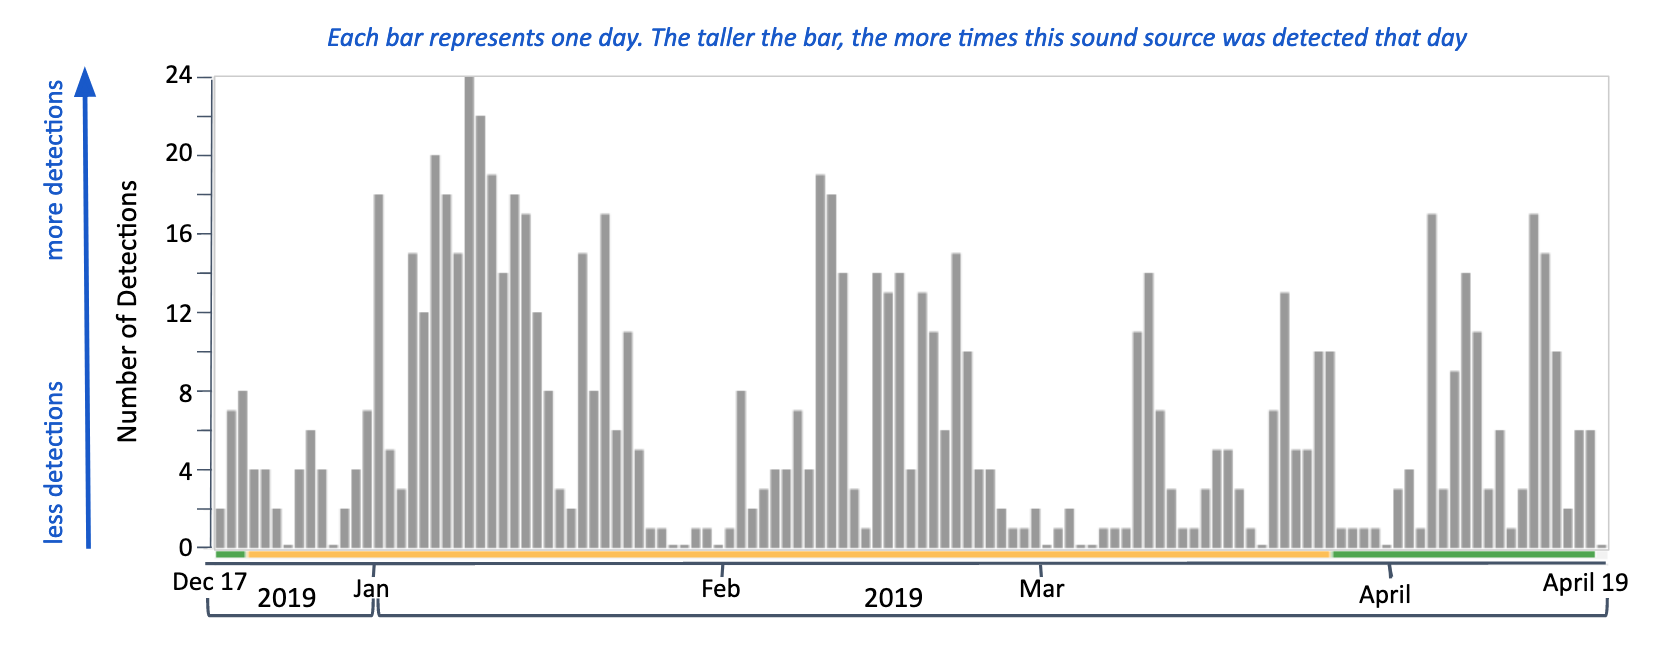 Each bar represents one day. The taller the bar, the more times this sound source was detected that day
more detections
less detections
Number of Detections
24
20
16
12
8
4
0
Dec 17
Jan
Feb
Mar
April
April 19
2019
2019